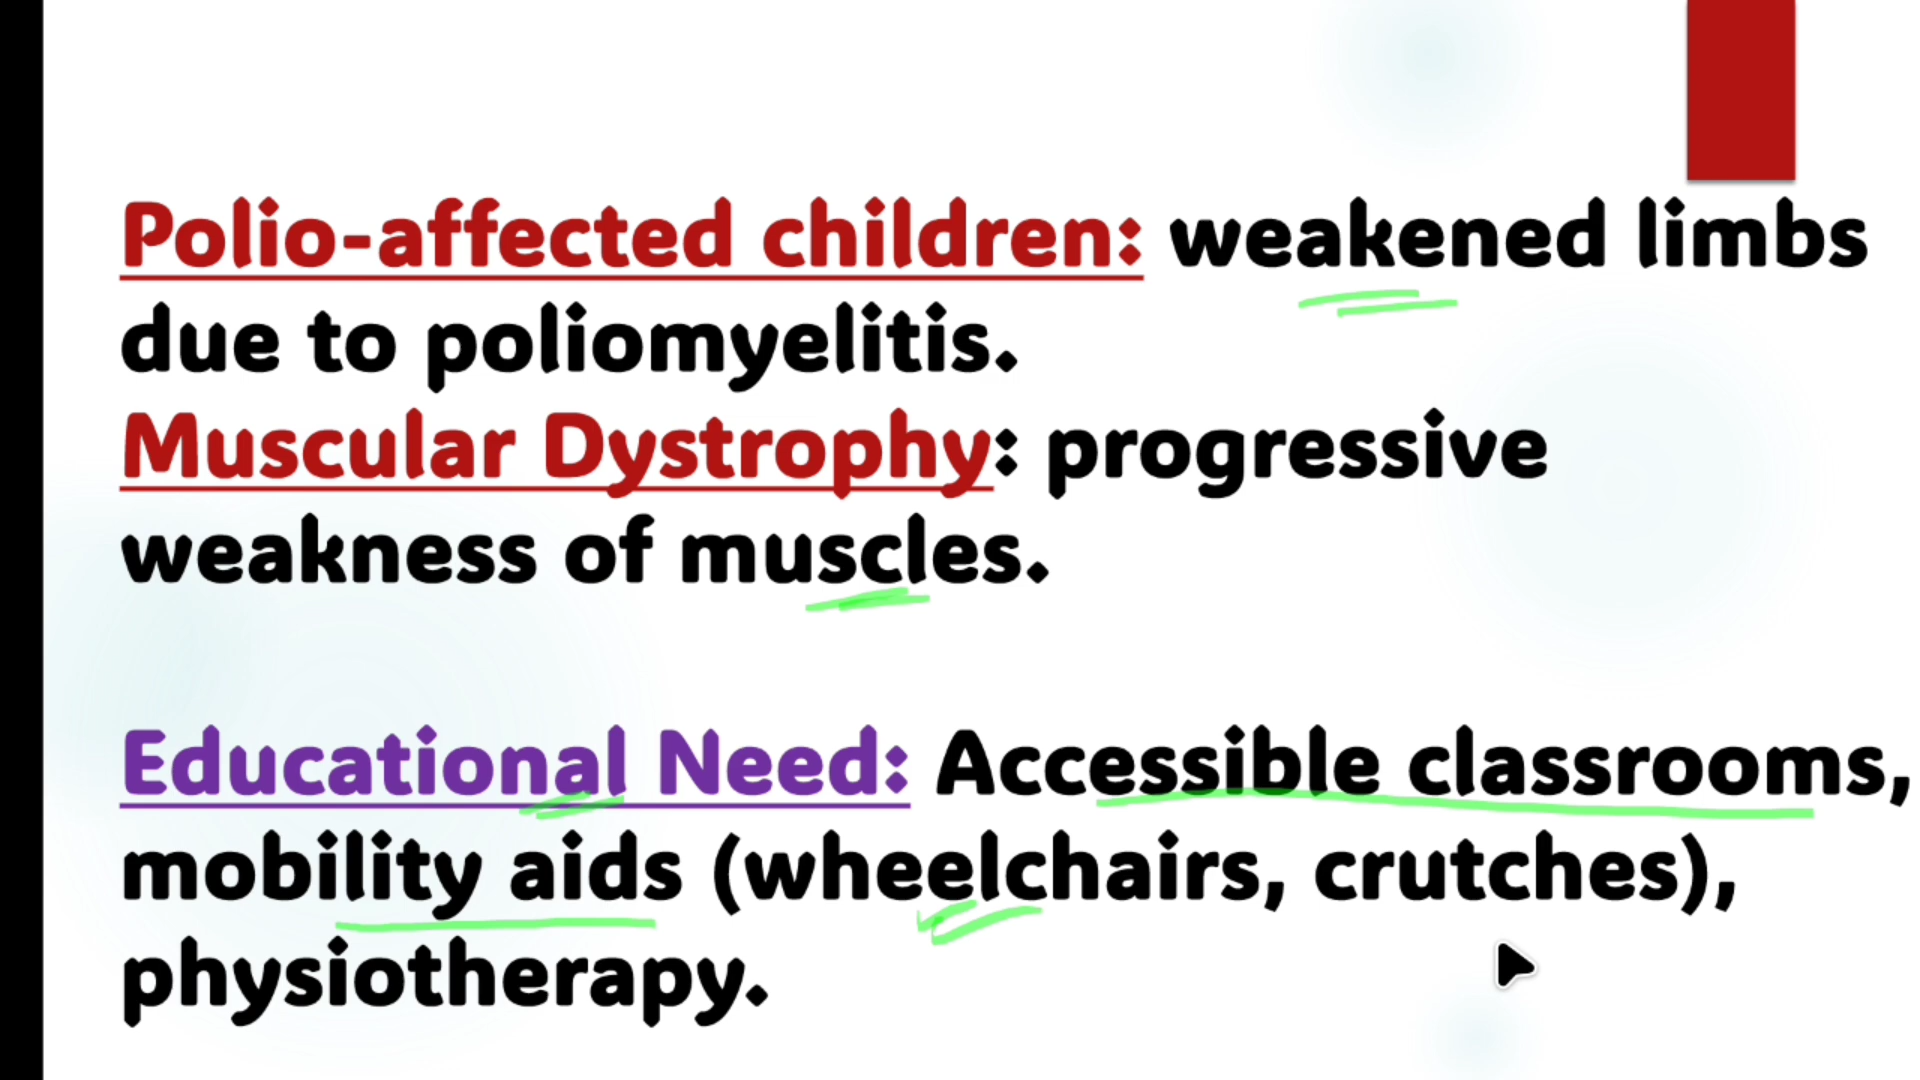 Polio-affected children: weakened limbs
due to poliomyelitis.
Muscular Dystrophy: progressive
weakness of muscles.
Educational Need: Accessible classrooms,
mobility aids (wheelchairs, crutches),
physiotherapy.